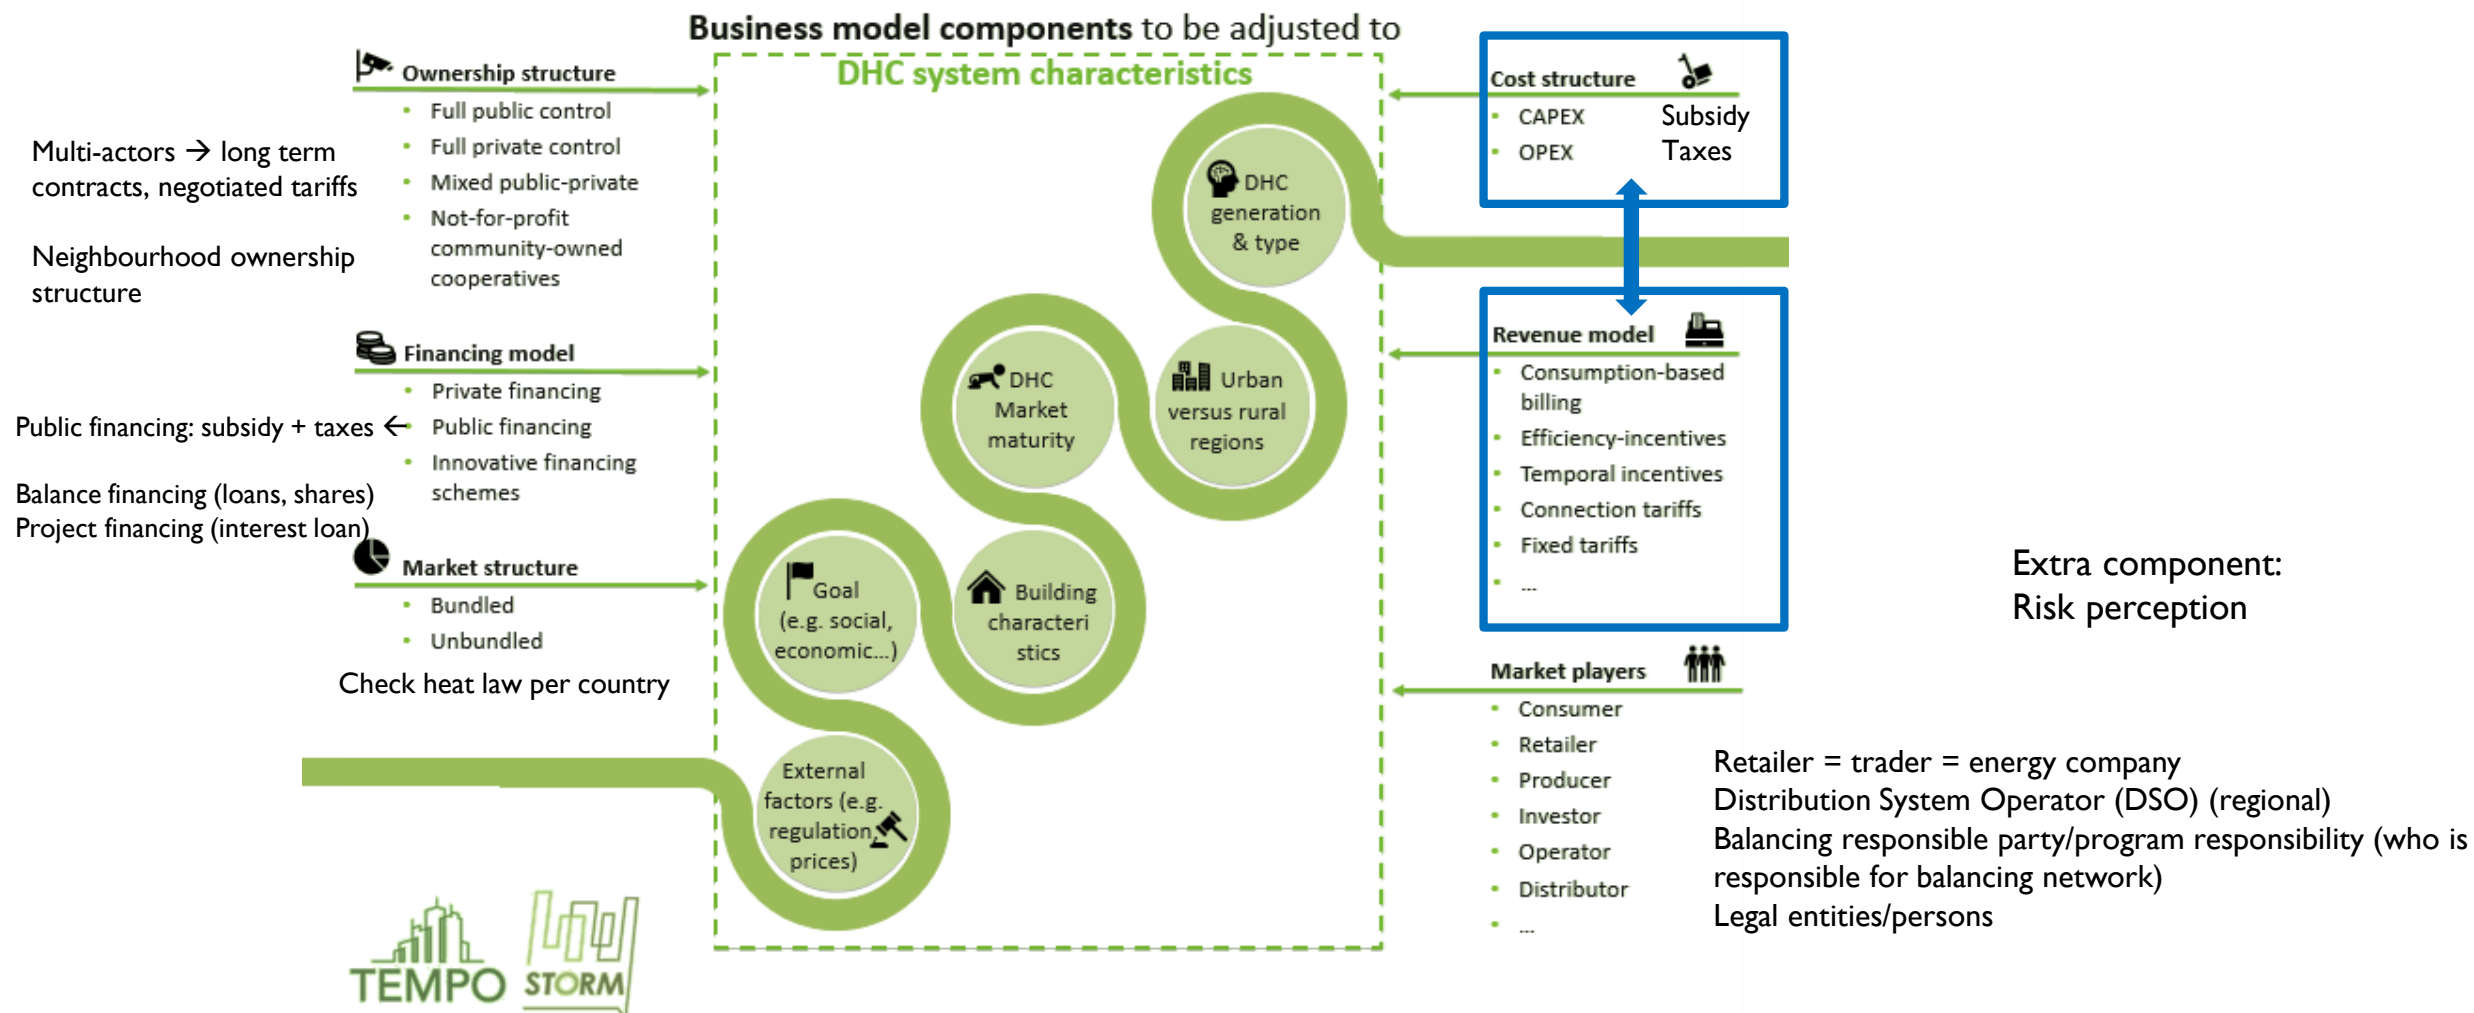 Business model components to be adjusted to
DHC system characteristics
Ownership structure
• Full public control
• Full private control
• Mixed public-private
• Not-for-profit
community-owned
cooperatives
Multi-actors → long term
contracts, negotiated tariffs
Neighbourhood ownership
structure
Financing model
• Private financing
• Public financing
• Innovative financing
schemes
Public financing: subsidy + taxes ←
Balance financing (loans, shares)
Project financing (interest loan)
Market structure
• Bundled
• Unbundled
Check heat law per country
DHC
generation
& type
DHC
Market
maturity
Urban
versus rural
regions
Goal
(e.g. social,
economic...)
Building
characteri
stics
External
factors (e.g.
regulation,
prices)
Cost structure
• CAPEX
• OPEX
Subsidy
Taxes
Revenue model
• Consumption-based
billing
• Efficiency-incentives
• Temporal incentives
• Connection tariffs
• Fixed tariffs
• ...
Extra component:
Risk perception
Market players
• Consumer
• Retailer
• Producer
• Investor
• Operator
• Distributor
• ...
Retailer = trader = energy company
Distribution System Operator (DSO) (regional)
Balancing responsible party/program responsibility (who is
responsible for balancing network)
Legal entities/persons
TEMPO
STORM